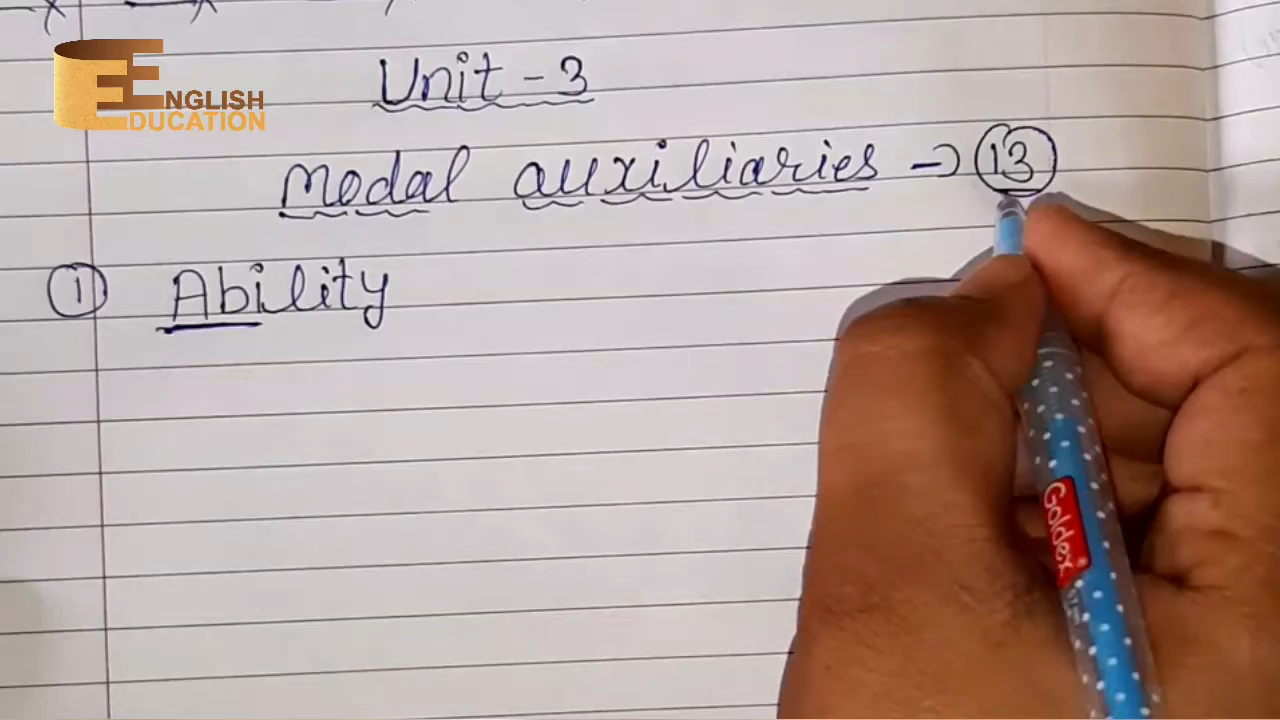 ENGLISH
EDUCATION
Unit - 3
Modal auxiliaries → 13
① Ability
Goldex